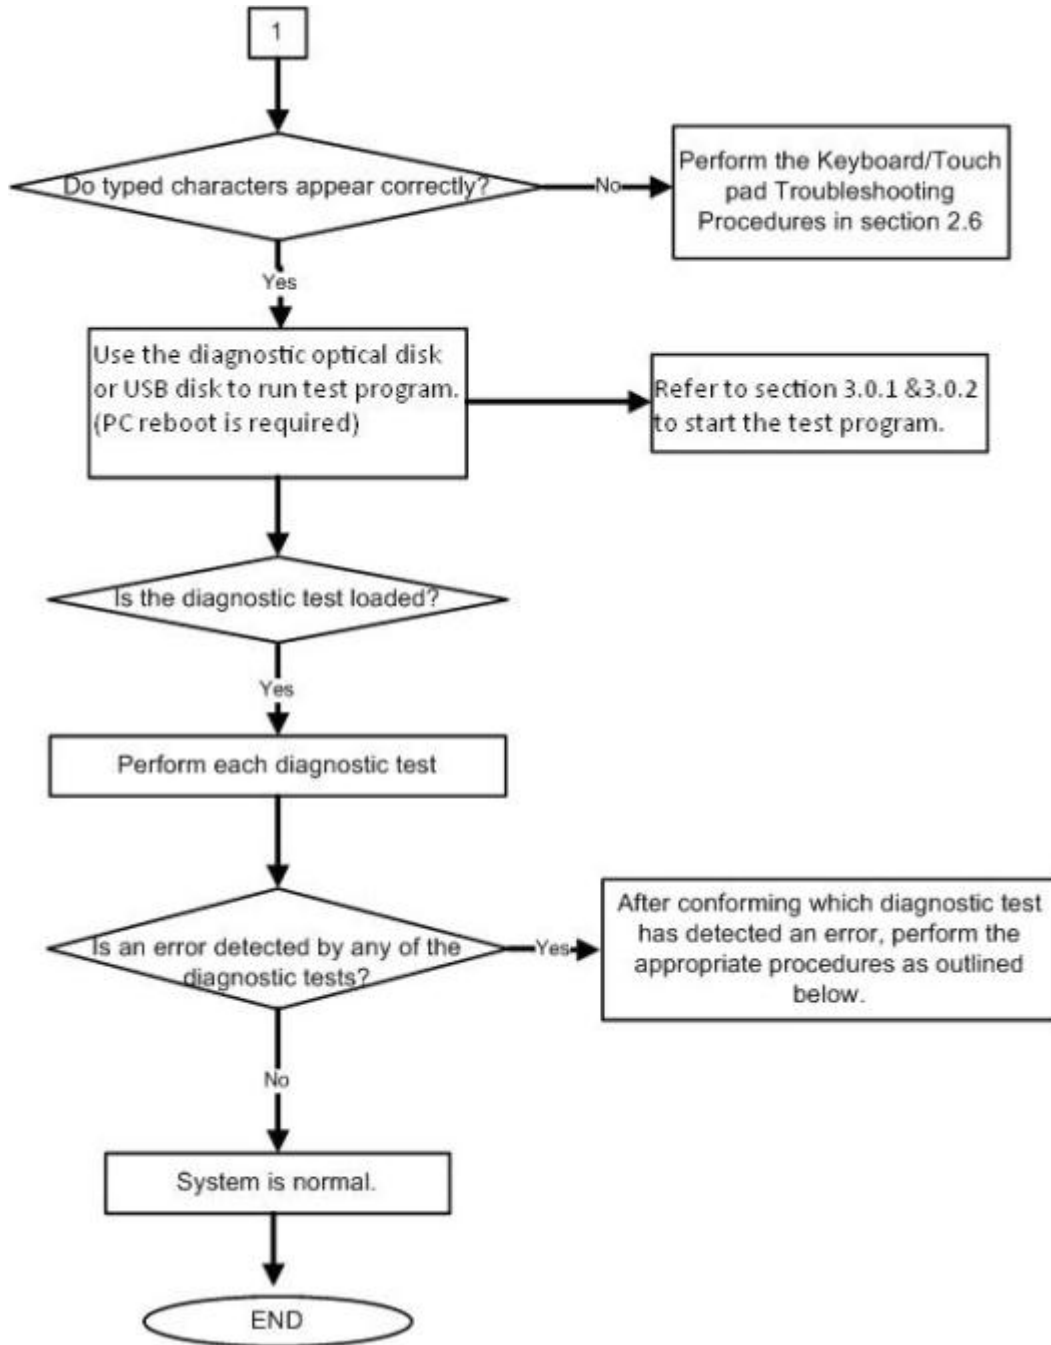 1
Do typed characters appear correctly?
No
Perform the Keyboard/Touch
pad Troubleshooting
Procedures in section 2.6
Yes
Use the diagnostic optical disk
or USB disk to run test program.
(PC reboot is required)
Refer to section 3.0.1 &3.0.2
to start the test program.
Is the diagnostic test loaded?
Yes
Perform each diagnostic test
Is an error detected by any of the
diagnostic tests?
Yes
After conforming which diagnostic test
has detected an error, perform the
appropriate procedures as outlined
below.
No
System is normal.
END